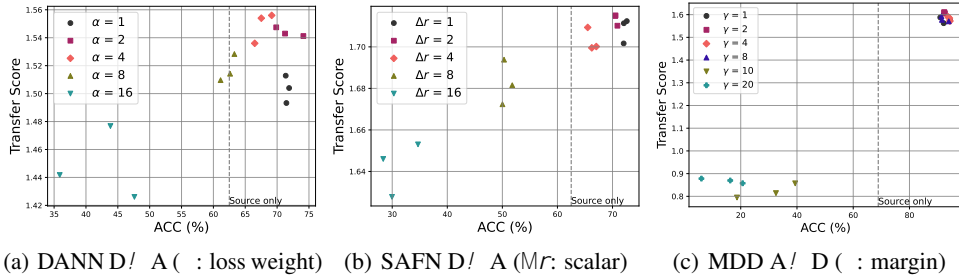 Transfer Score
1.56
1.54
1.52
1.50
1.48
1.46
1.44
1.42
α = 1
α = 2
α = 4
α = 8
α = 16
Source only
35 40 45 50 55 60 65 70 75
ACC (%)
Transfer Score
1.70
1.68
1.66
1.64
Δr = 1
Δr = 2
Δr = 4
Δr = 8
Δr = 16
Source only
30 40 50 60 70
ACC (%)
Transfer Score
1.6
1.5
1.4
1.3
1.2
1.1
1.0
0.9
0.8
γ = 1
γ = 2
γ = 4
γ = 8
γ = 10
γ = 20
Source only
20 40 60 80
ACC (%)
(a) DANN D! A ( : loss weight)
(b) SAFN D! A (Mr: scalar)
(c) MDD A! D ( : margin)